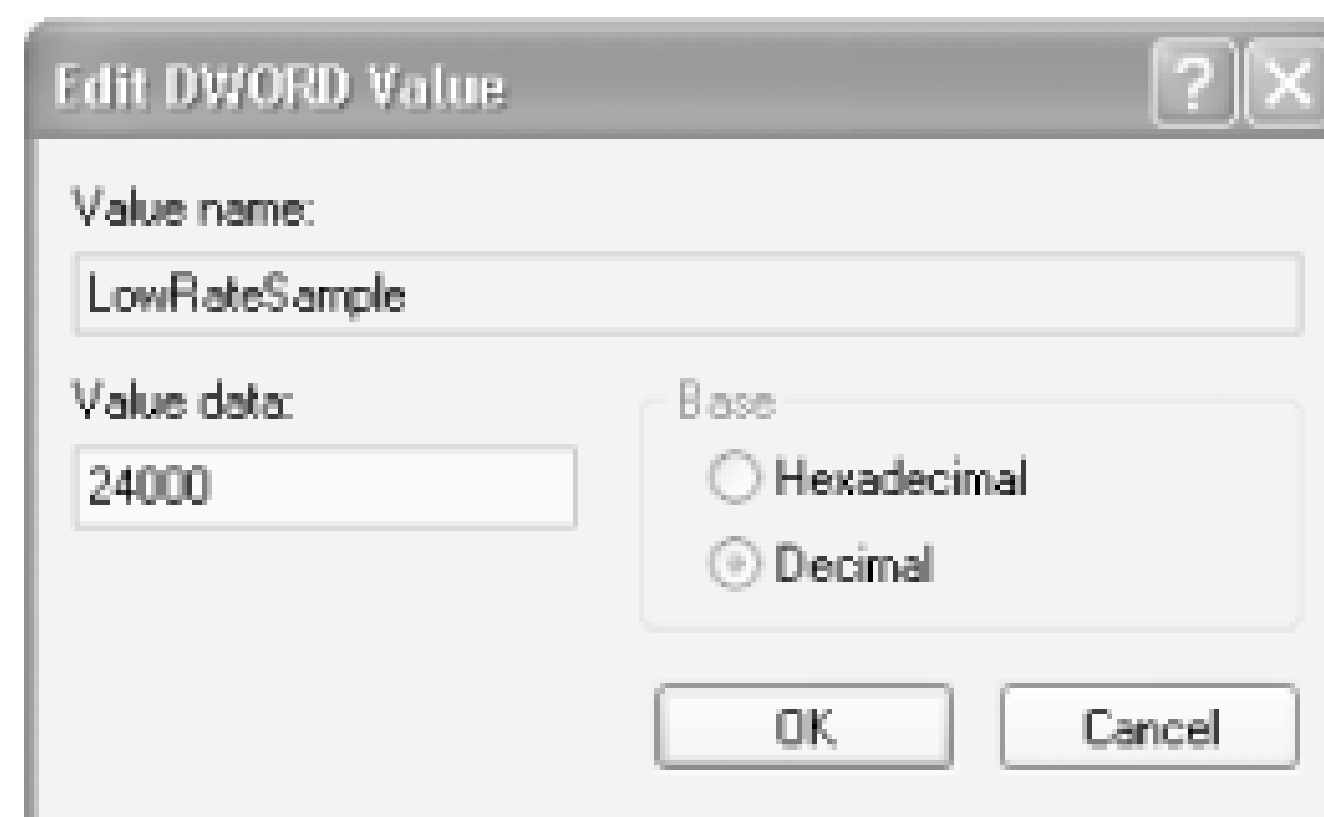 Edit DWORD Value
Value name:
LowRateSample
Value data:
24000
Base
Hexadecimal
Decimal
OK
Cancel